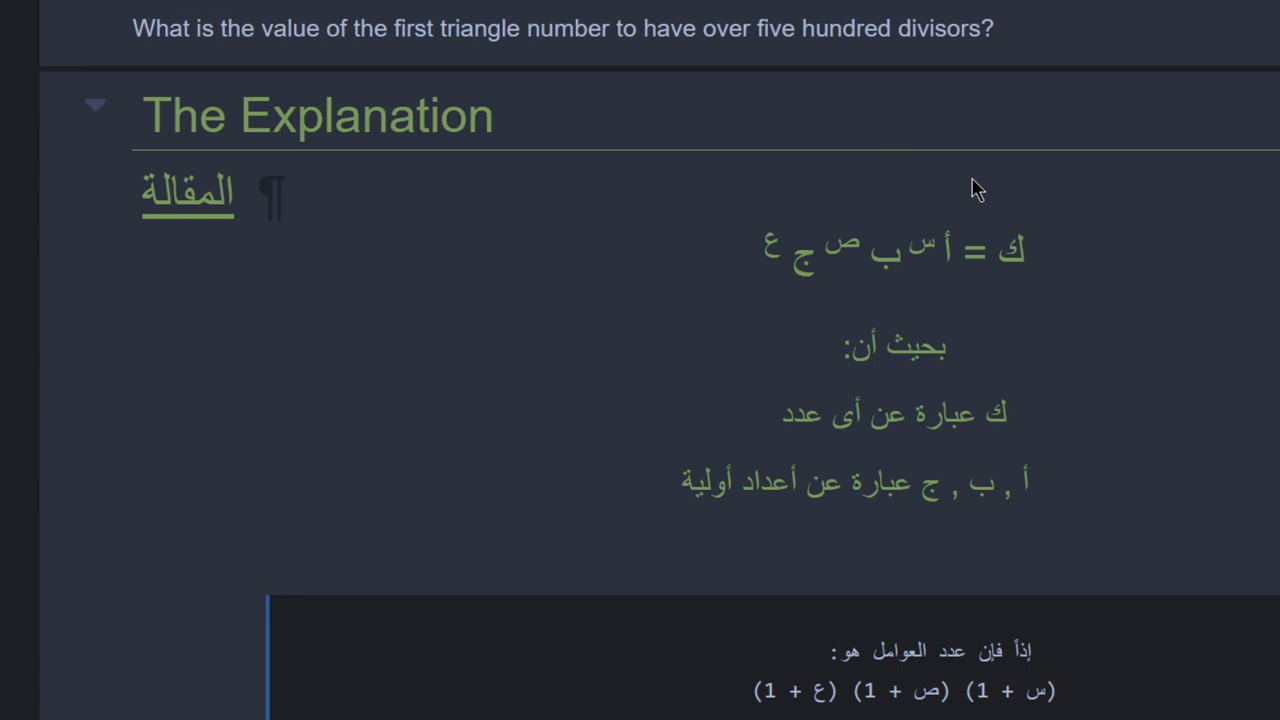 What is the value of the first triangle number to have over five hundred divisors?
The Explanation
المقالة ¶
ك = أ س ب ص ج ع
بحيث أن:
ك عبارة عن أى عدد
أ , ب , ج عبارة عن أعداد أولية
إذاً فإن عدد العوامل هو:
(س + 1) (ص + 1) (ع + 1)